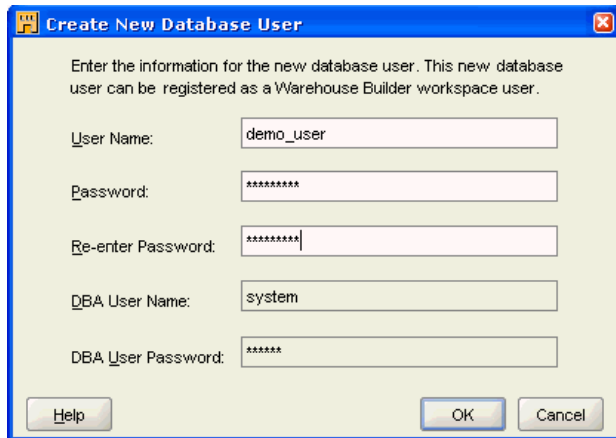 Create New Database User
Enter the information for the new database user. This new database
user can be registered as a Warehouse Builder workspace user.
User Name:
demo_user
Password:
*********
Re-enter Password:
*********
DBA User Name:
system
DBA User Password:
******
Help
OK
Cancel